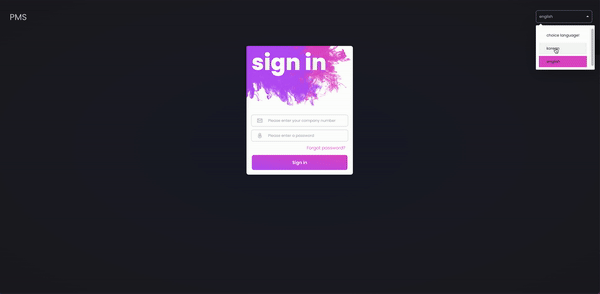 PMS
english
choice language!
korean
english
sign in
Please enter your company number
Please enter a password
Forgot password?
Sign in